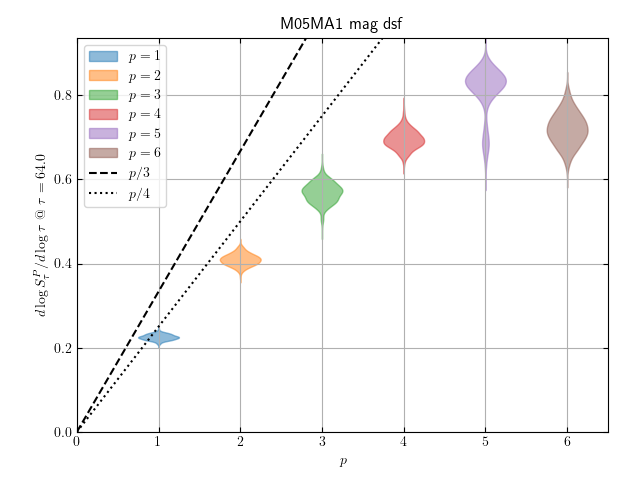 M05MA1 mag dsf
p = 1
p = 2
p = 3
p = 4
p = 5
p = 6
p/3
p/4
d log S_τ^P / d log τ @ τ = 64.0
0.8
0.6
0.4
0.2
0.0
0 1 2 3 4 5 6
p